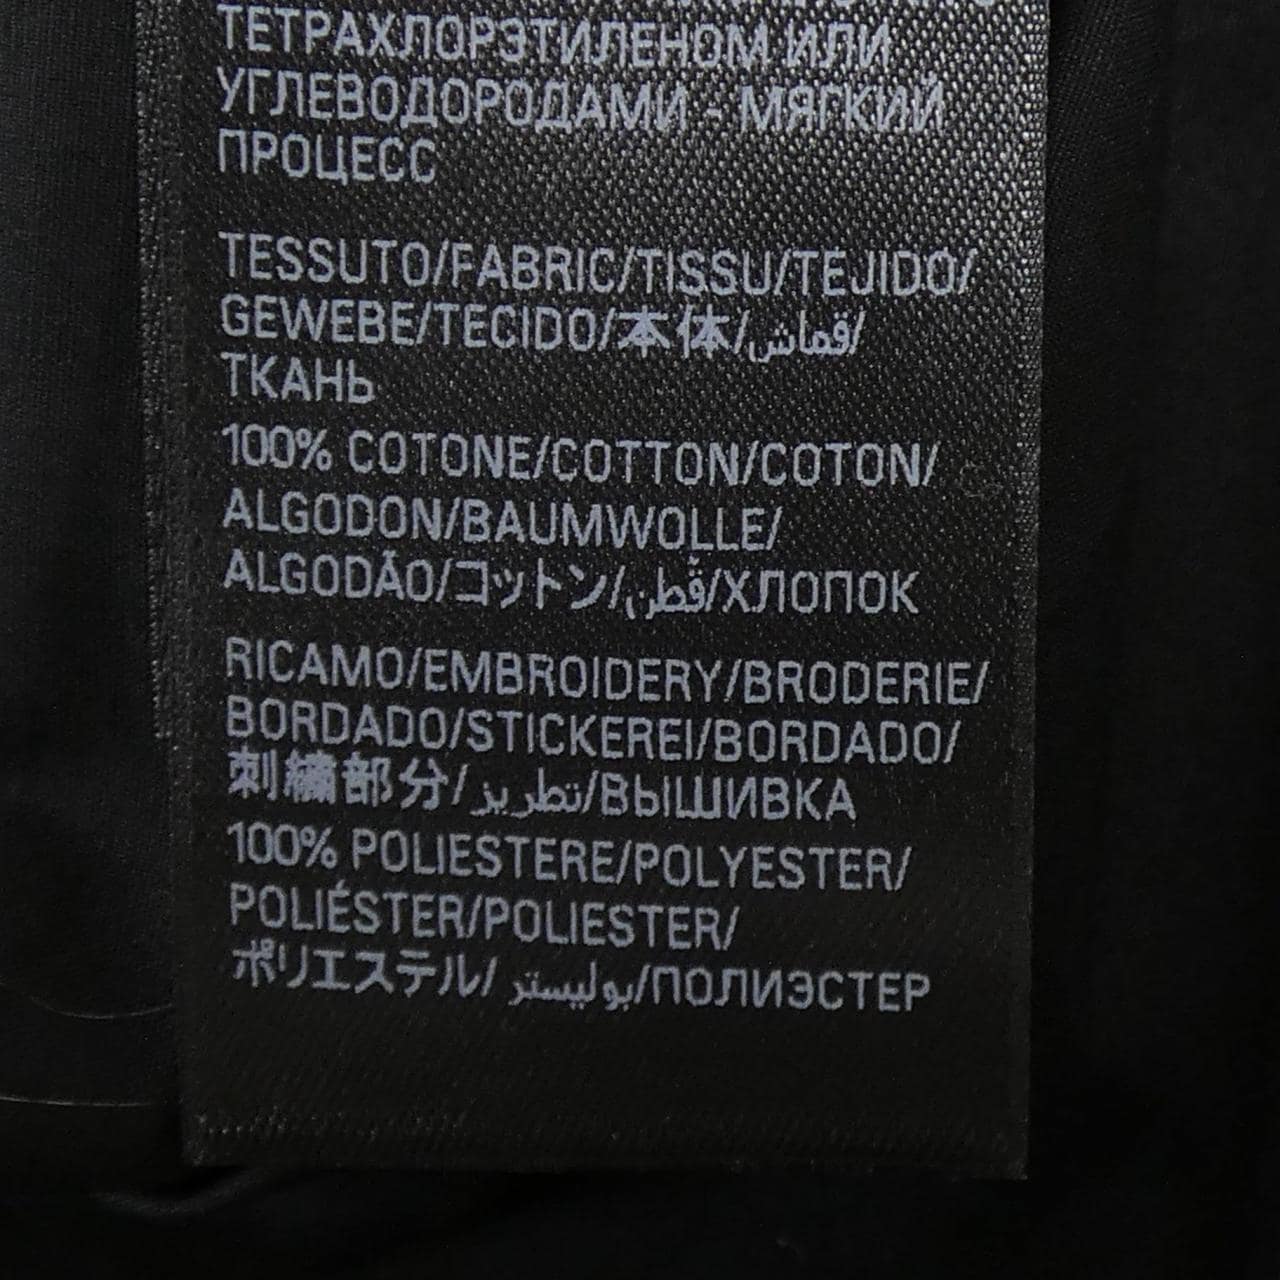 ТЕТРАХЛОРЭТИЛЕНОМ ИЛИ
УГЛЕВОДОРОДАМИ - МЯГКИЙ
ПРОЦЕСС
TESSUTO/FABRIC/TISSU/TEJIDO/
GEWEBE/TECIDO/本体/قماش/
ТКАНЬ
100% COTONE/COTTON/COTON/
ALGODON/BAUMWOLLE/
ALGODÃO/コットン/قطن/ХЛОПОК
RICAMO/EMBROIDERY/BRODERIE/
BORDADO/STICKEREI/BORDADO/
刺繍部分/تطريز/ВЫШИВКА
100% POLIESTERE/POLYESTER/
POLIÉSTER/POLIESTER/
ポリエステル/بوليستر/ПОЛИЭСТЕР